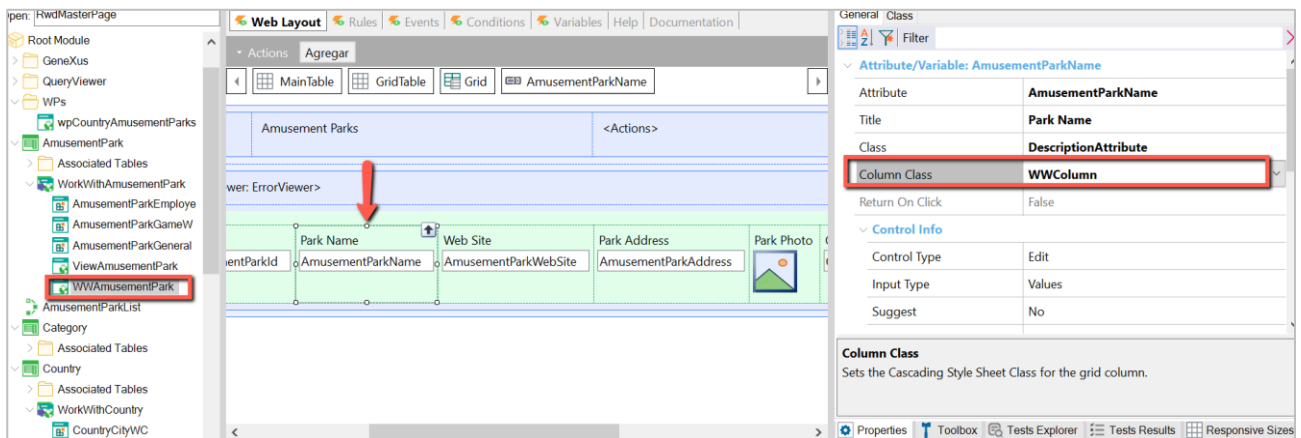 pen: RwdMasterPage
Root Module
GeneXus
QueryViewer
WPs
wpCountryAmusementParks
AmusementPark
Associated Tables
WorkWithAmusementPark
AmusementParkEmploye
AmusementParkGameW
AmusementParkGeneral
ViewAmusementPark
WWAmusementPark
AmusementParkList
Category
Associated Tables
Country
Associated Tables
WorkWithCountry
CountryCityWC
Web Layout Rules Events Conditions Variables Help Documentation
Actions Agregar
MainTable GridTable Grid AmusementParkName
Amusement Parks <Actions>
wer: ErrorViewer>
Park Name Web Site Park Address Park Photo
entParkId AmusementParkName AmusementParkWebSite AmusementParkAddress
General Class
Filter
Attribute/Variable: AmusementParkName
Attribute AmusementParkName
Title Park Name
Class DescriptionAttribute
Column Class WWColumn
Return On Click False
Control Info
Control Type Edit
Input Type Values
Suggest No
Column Class
Sets the Cascading Style Sheet Class for the grid column.
Properties Toolbox Tests Explorer Tests Results Responsive Sizes